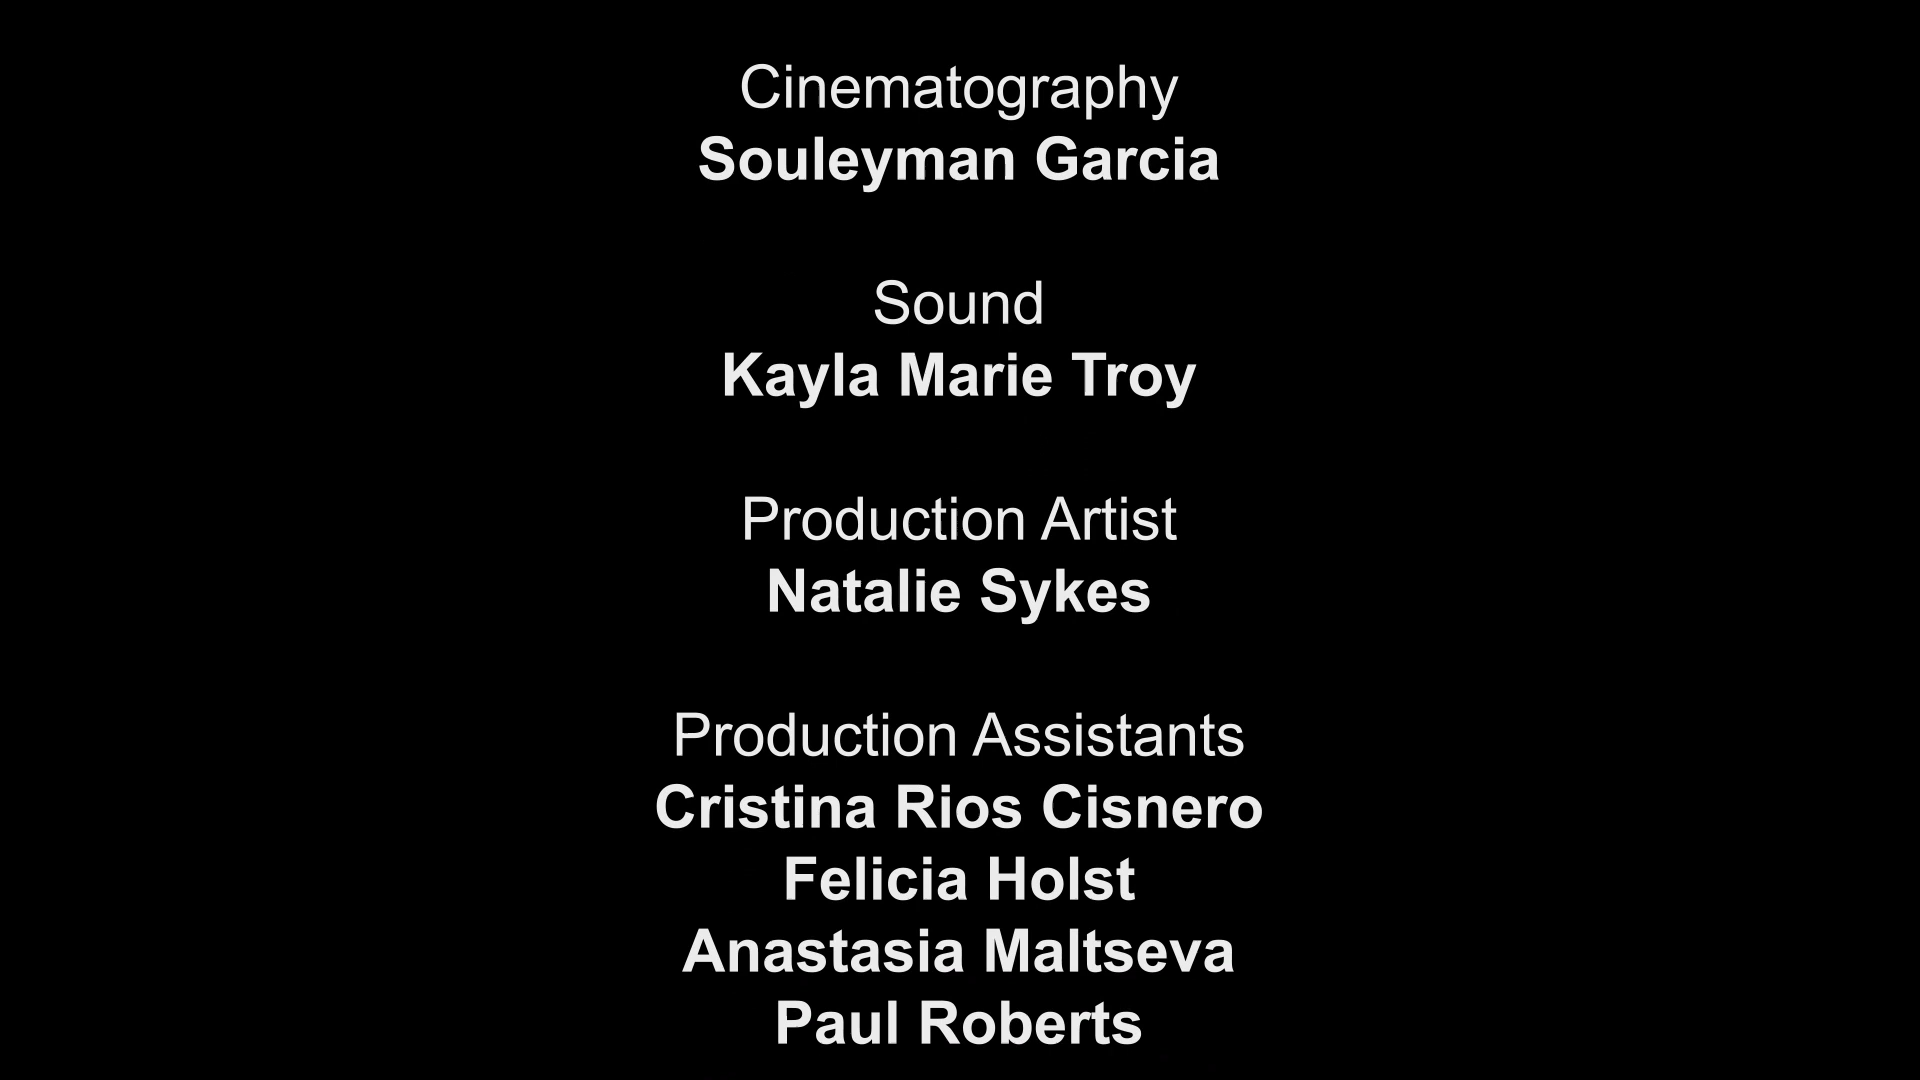 Cinematography
Souleyman Garcia
Sound
Kayla Marie Troy
Production Artist
Natalie Sykes
Production Assistants
Cristina Rios Cisnero
Felicia Holst
Anastasia Maltseva
Paul Roberts